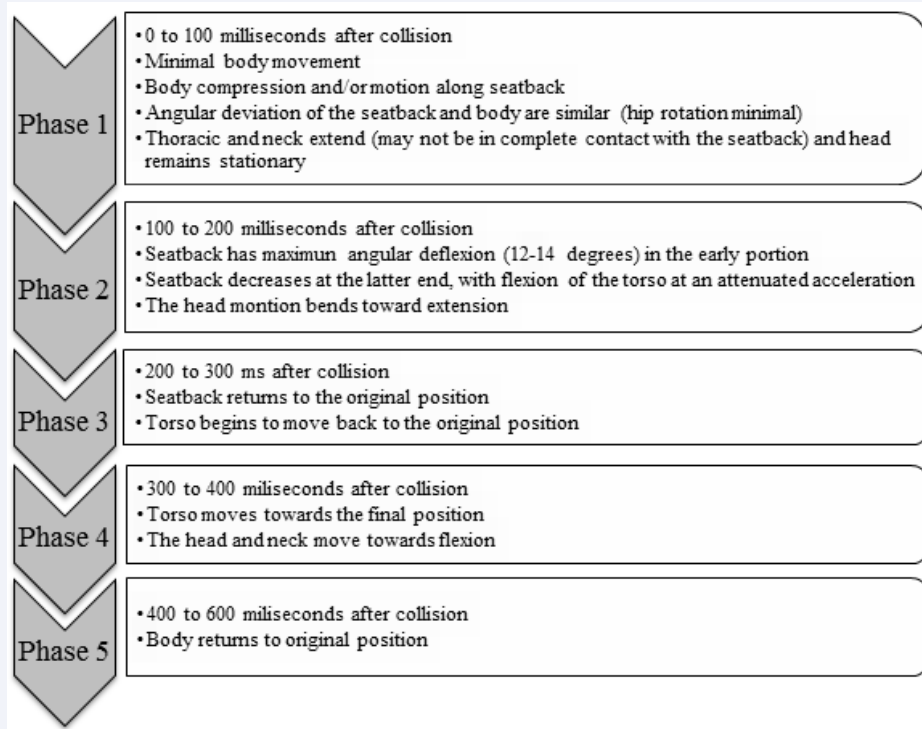 Phase 1
• 0 to 100 milliseconds after collision
• Minimal body movement
• Body compression and/or motion along seatback
• Angular deviation of the seatback and body are similar (hip rotation minimal)
• Thoracic and neck extend (may not be in complete contact with the seatback) and head
remains stationary
Phase 2
• 100 to 200 milliseconds after collision
• Seatback has maximun angular deflexion (12-14 degrees) in the early portion
• Seatback decreases at the latter end, with flexion of the torso at an attenuated acceleration
• The head montion bends toward extension
Phase 3
• 200 to 300 ms after collision
• Seatback returns to the original position
• Torso begins to move back to the original position
Phase 4
• 300 to 400 miliseconds after collision
• Torso moves towards the final position
• The head and neck move towards flexion
Phase 5
• 400 to 600 miliseconds after collision
• Body returns to original position